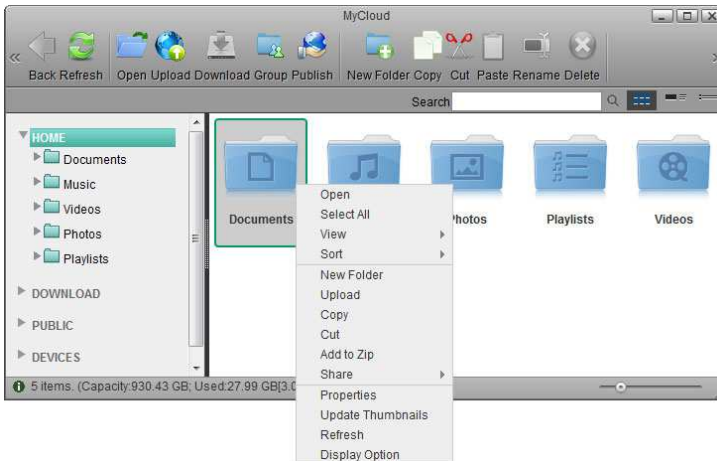 MyCloud
Back Refresh Open Upload Download Group Publish New Folder Copy Cut Paste Rename Delete
Search
HOME
Documents
Music
Videos
Photos
Playlists
DOWNLOAD
PUBLIC
DEVICES
Documents Photos Playlists Videos
Open
Select All
View
Sort
New Folder
Upload
Copy
Cut
Add to Zip
Share
Properties
Update Thumbnails
Refresh
Display Option
5 items. (Capacity:930.43 GB; Used:27.99 GB[3.0